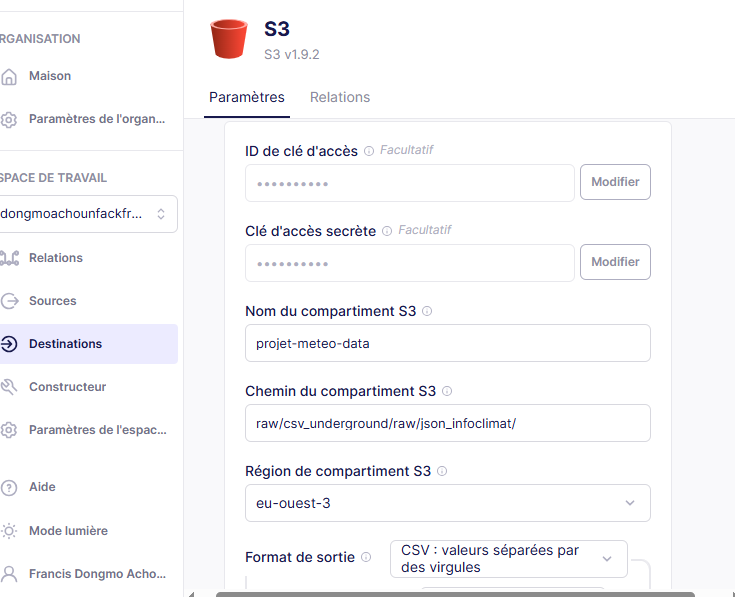 RGANISATION
Maison
Paramètres de l'organ...
SPACE DE TRAVAIL
dongmoachounfackfr...
Relations
Sources
Destinations
Constructeur
Paramètres de l'espac...
Aide
Mode lumière
Francis Dongmo Acho...
S3
S3 v1.9.2
Paramètres Relations
ID de clé d'accès Facultatif
•••••••••• Modifier
Clé d'accès secrète Facultatif
•••••••••• Modifier
Nom du compartiment S3
projet-meteo-data
Chemin du compartiment S3
raw/csv_underground/raw/json_infoclimat/
Région de compartiment S3
eu-ouest-3
Format de sortie
CSV : valeurs séparées par
des virgules